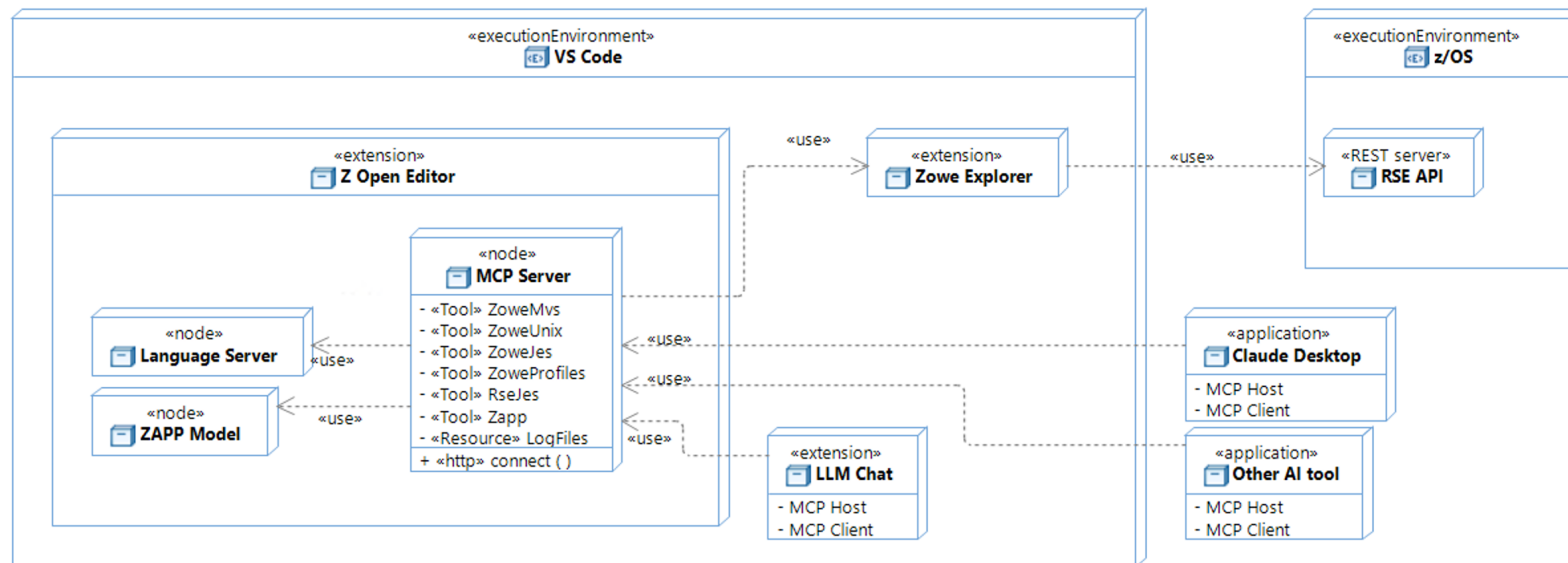 «executionEnvironment»
VS Code
«executionEnvironment»
z/OS
«extension»
Z Open Editor
«use»
«extension»
Zowe Explorer
«use»
«REST server»
RSE API
«node»
MCP Server
- «Tool» ZoweMvs
- «Tool» ZoweUnix
- «Tool» ZoweJes
- «Tool» ZoweProfiles
- «Tool» RseJes
- «Tool» Zapp
- «Resource» LogFiles
+ «http» connect ( )
«node»
Language Server
«use»
«node»
ZAPP Model
«use»
«use»
«use»
«use»
«application»
Claude Desktop
- MCP Host
- MCP Client
«extension»
LLM Chat
- MCP Host
- MCP Client
«application»
Other AI tool
- MCP Host
- MCP Client